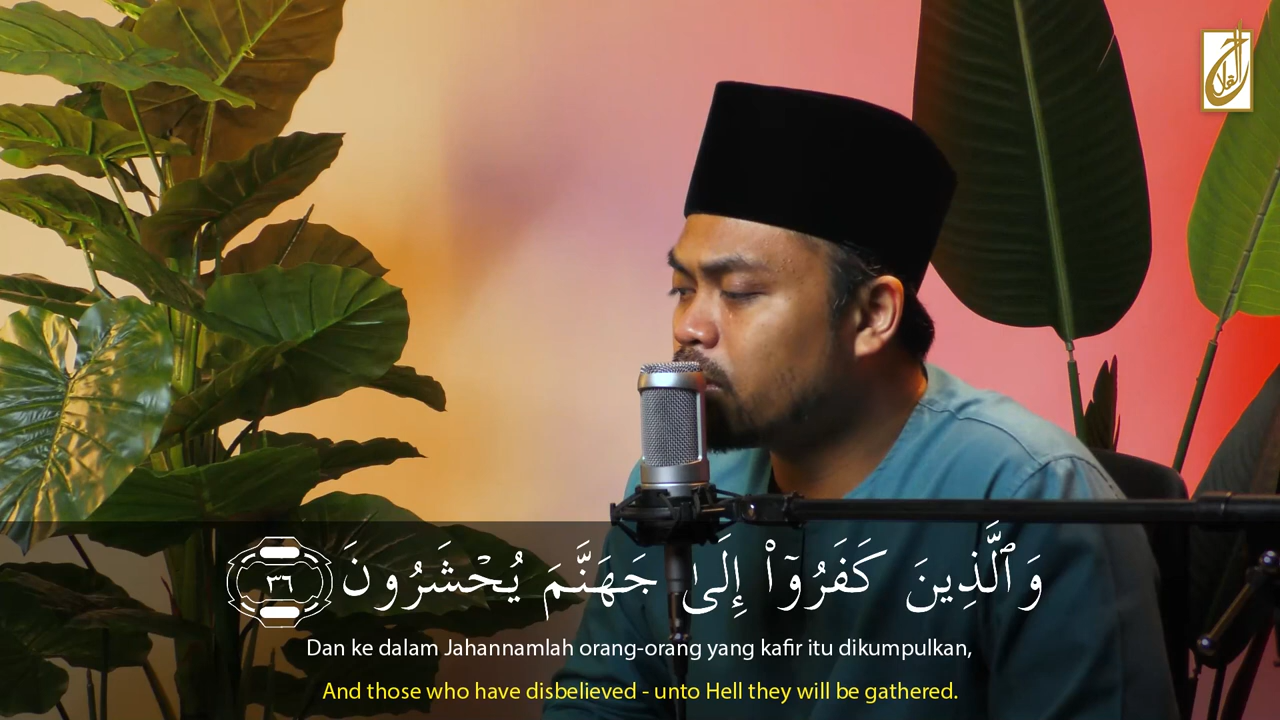 وَٱلَّذِينَ كَفَرُوٓا۟ إِلَىٰ جَهَنَّمَ يُحْشَرُونَ ٣٦
Dan ke dalam Jahannamlah orang-orang yang kafir itu dikumpulkan,
And those who have disbelieved - unto Hell they will be gathered.